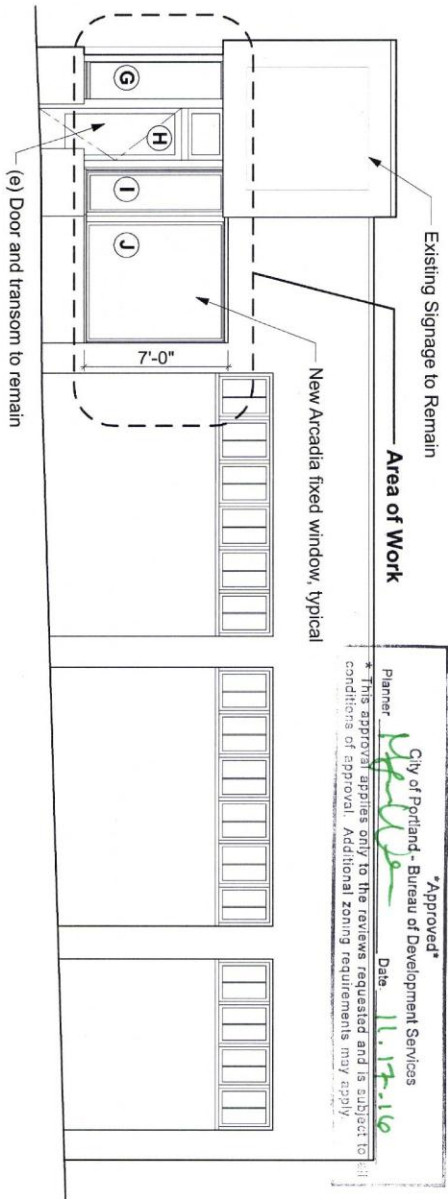 Existing Signage to Remain
Area of Work
New Arcadia fixed window, typical
7'-0"
G
H
I
J
(e) Door and transom to remain
*Approved*
City of Portland - Bureau of Development Services
Planner
Date. 11.17.16
* This approval applies only to the reviews requested and is subject to all
conditions of approval. Additional zoning requirements may apply.